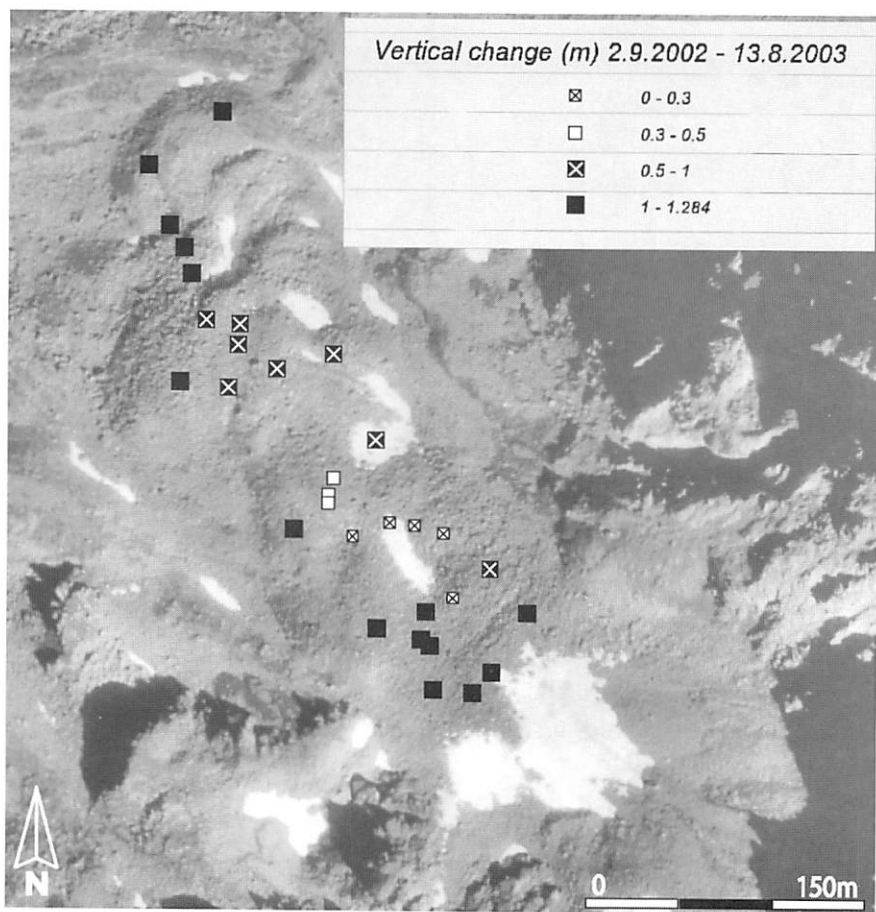 Vertical change (m) 2.9.2002 - 13.8.2003
0 - 0.3
0.3 - 0.5
0.5 - 1
1 - 1.284
N
0 150m